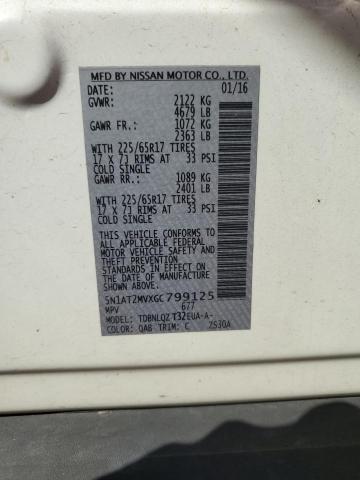 MFD BY NISSAN MOTOR CO., LTD.
DATE: 01/16
GVWR: 2122 KG
4679 LB
GAWR FR.: 1072 KG
2363 LB
WITH 225/65R17 TIRES
17 X 7J RIMS AT 33 PSI
COLD SINGLE
GAWR RR.: 1089 KG
2401 LB
WITH 225/65R17 TIRES
17 X 7J RIMS AT 33 PSI
COLD SINGLE
THIS VEHICLE CONFORMS TO
ALL APPLICABLE FEDERAL
MOTOR VEHICLE SAFETY
AND THEFT PREVENTION
STANDARDS IN EFFECT ON
THE DATE OF MANUFACTURE
SHOWN ABOVE.
5N1AT2MVXGC799125
MPV 677
MODEL: TDBNLQZ T32EUA-A-
COLOR: QAB TRIM: C ZS30A